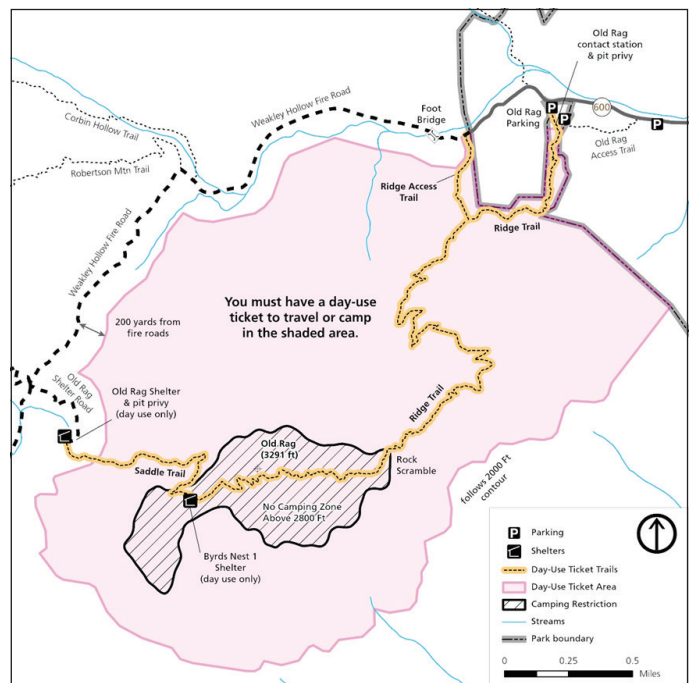 Old Rag
contact station
& pit privy
Weakley Hollow Fire Road
Foot
Bridge
Old Rag
Parking
P
P
600
P
Corbin Hollow Trail
Old Rag
Access Trail
Robertson Mtn Trail
Ridge Access
Trail
Ridge Trail
Weakley Hollow Fire Road
You must have a day-use
ticket to travel or camp
in the shaded area.
200 yards from
fire roads
Old Rag
Shelter Road
Old Rag Shelter
& pit privy
(day use only)
Ridge Trail
Old Rag
(3291 ft)
Rock
Scramble
Saddle Trail
follows 2000 Ft
contour
No Camping Zone
Above 2800 Ft
Byrds Nest 1
Shelter
(day use only)
P Parking
Shelters
Day-Use Ticket Trails
Day-Use Ticket Area
Camping Restriction
Streams
Park boundary
0 0.25 0.5
Miles